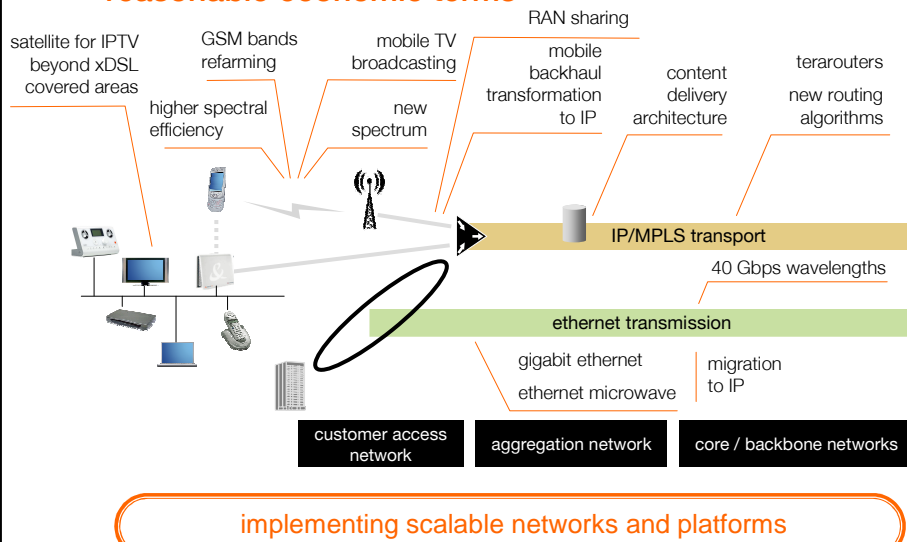 reasonable economic terms
RAN sharing
satellite for IPTV
beyond xDSL
covered areas
GSM bands
refarming
mobile TV
broadcasting
mobile
backhaul
transformation
to IP
content
delivery
architecture
terarouters
new routing
algorithms
higher spectral
efficiency
new
spectrum
IP/MPLS transport
40 Gbps wavelengths
ethernet transmission
gigabit ethernet
ethernet microwave
migration
to IP
customer access
network
aggregation network
core / backbone networks
implementing scalable networks and platforms